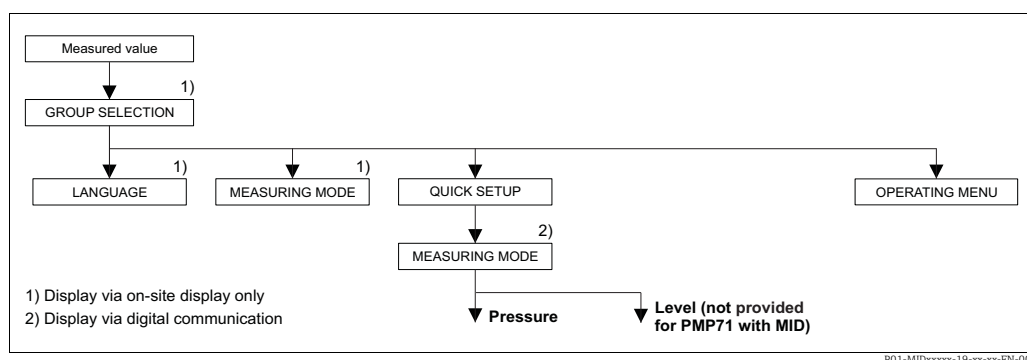 Measured value
1)
GROUP SELECTION
1)
1)
LANGUAGE
MEASURING MODE
QUICK SETUP
OPERATING MENU
2)
MEASURING MODE
1) Display via on-site display only
2) Display via digital communication
Pressure
Level (not provided
for PMP71 with MID)